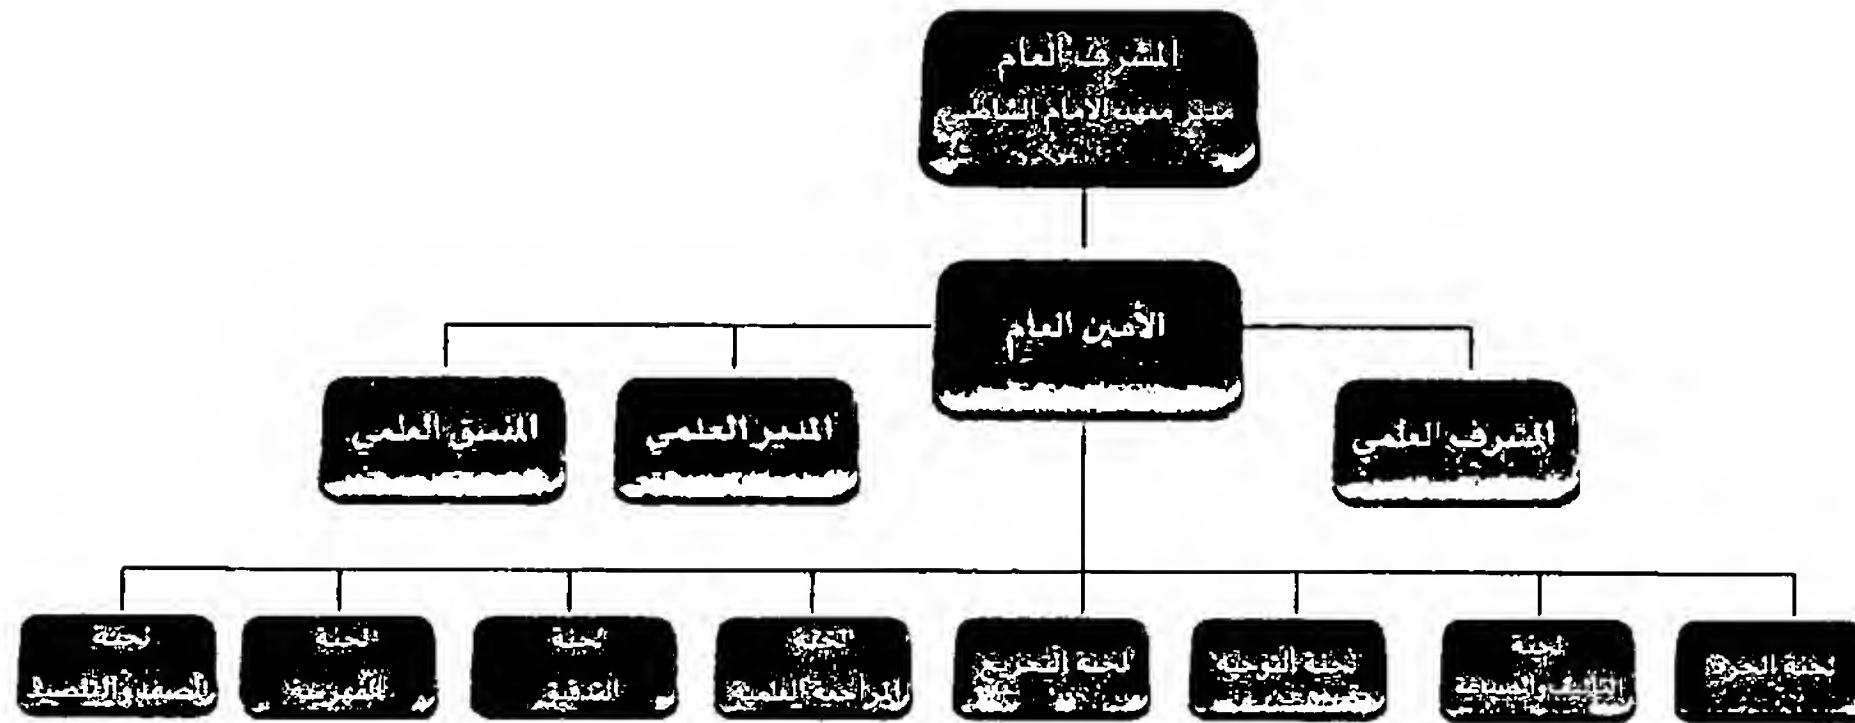 المشرف العام
مدير معهد الإمام الشاطبي
الأمين العام
المشرف العلمي
المدير العلمي
المنسق العلمي
لجنة الجرد
لجنة
التأليف والصياغة
لجنة التوجيه
لجنة التخريج
لجنة
المراجعة العلمية
لجنة
التدقيق
لجنة
الفهرسة
لجنة
الصف والتنضيد